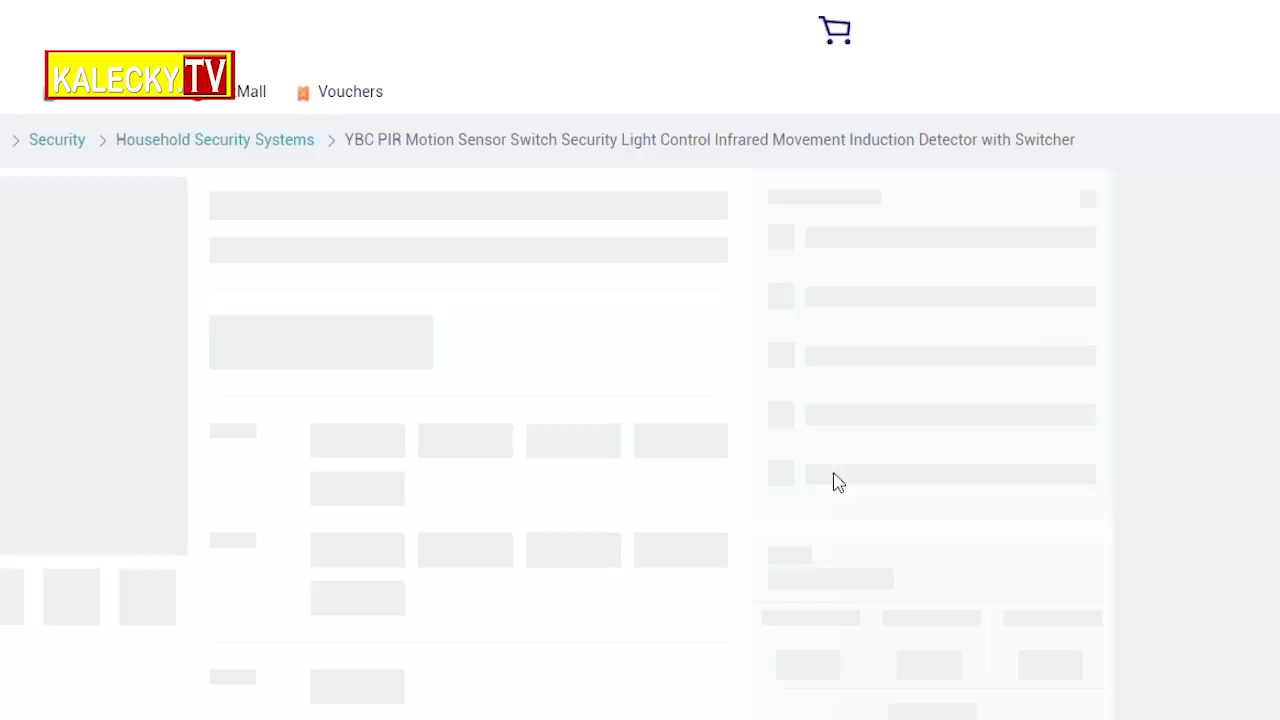 KALECKY.TV
Mall
Vouchers
Security
Household Security Systems
YBC PIR Motion Sensor Switch Security Light Control Infrared Movement Induction Detector with Switcher